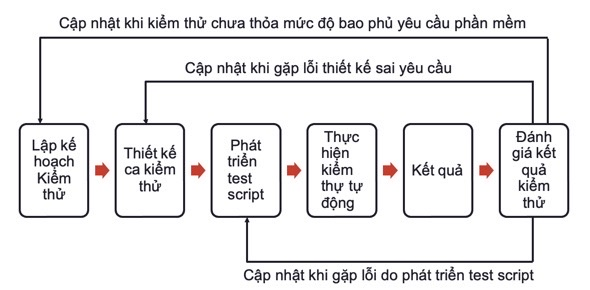 Cập nhật khi kiểm thử chưa thỏa mức độ bao phủ yêu cầu phần mềm
Cập nhật khi gặp lỗi thiết kế sai yêu cầu
Lập kế
hoạch
Kiểm
thử
Thiết kế
ca kiểm
thử
Phát
triển
test
script
Thực
hiện
kiểm
thự tự
động
Kết quả
Đánh
giá kết
quả
kiểm
thử
Cập nhật khi gặp lỗi do phát triển test script